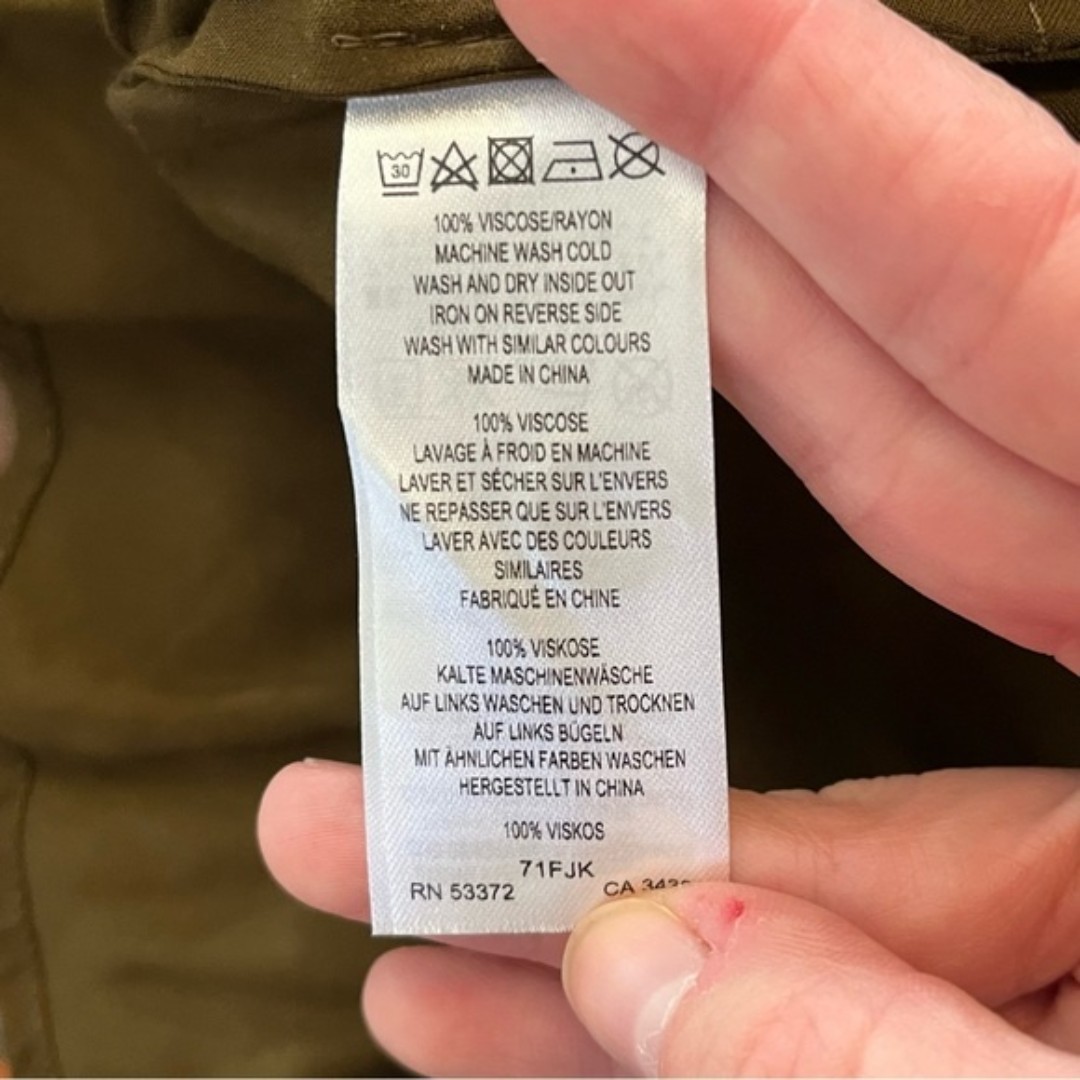 30
100% VISCOSE/RAYON
MACHINE WASH COLD
WASH AND DRY INSIDE OUT
IRON ON REVERSE SIDE
WASH WITH SIMILAR COLOURS
MADE IN CHINA
100% VISCOSE
LAVAGE À FROID EN MACHINE
LAVER ET SÉCHER SUR L'ENVERS
NE REPASSER QUE SUR L'ENVERS
LAVER AVEC DES COULEURS
SIMILAIRES
FABRIQUÉ EN CHINE
100% VISKOSE
KALTE MASCHINENWÄSCHE
AUF LINKS WASCHEN UND TROCKNEN
AUF LINKS BÜGELN
MIT ÄHNLICHEN FARBEN WASCHEN
HERGESTELLT IN CHINA
100% VISKOS
71FJK
RN 53372 CA